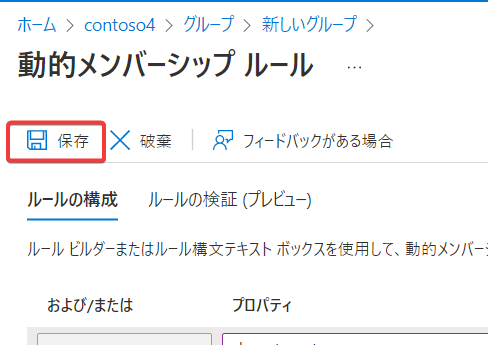 ホーム > contoso4 > グループ > 新しいグループ >
動的メンバーシップ ルール ...
保存 破棄 フィードバックがある場合
ルールの構成 ルールの検証 (プレビュー)
ルール ビルダーまたはルール構文テキスト ボックスを使用して、動的メンバー
および/または プロパティ